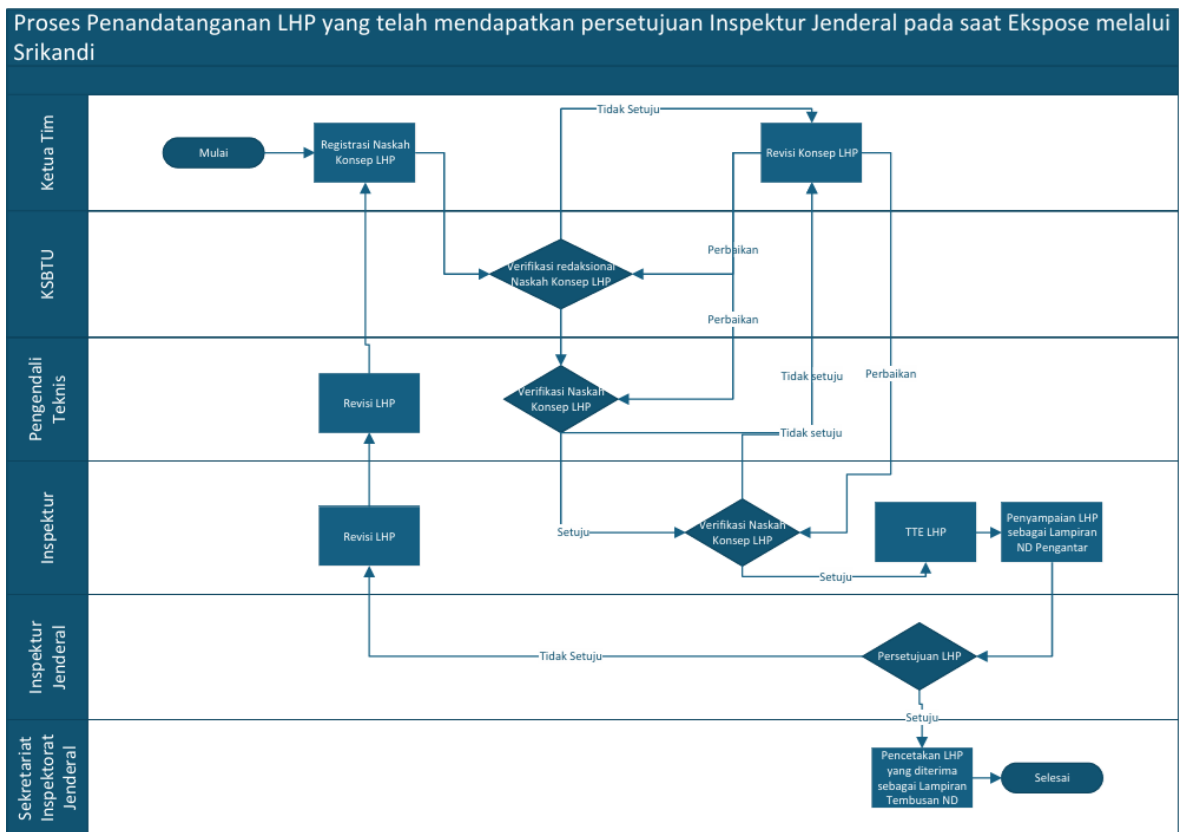 Proses Penandatanganan LHP yang telah mendapatkan persetujuan Inspektur Jenderal pada saat Ekspose melalui
Srikandi
Ketua Tim
Mulai
Registrasi Naskah
Konsep LHP
Tidak Setuju
Revisi Konsep LHP
KSBTU
Verifikasi redaksional
Naskah Konsep LHP
Perbaikan
Perbaikan
Pengendali
Teknis
Revisi LHP
Verifikasi Naskah
Konsep LHP
Tidak setuju
Perbaikan
Tidak setuju
Inspektur
Revisi LHP
Setuju
Verifikasi Naskah
Konsep LHP
TTE LHP
Penyampaian LHP
sebagai Lampiran
ND Pengantar
Setuju
Inspektur
Jenderal
Tidak Setuju
Persetujuan LHP
Setuju
Sekretariat
Inspektorat
Jenderal
Pencetakan LHP
yang diterima
sebagai Lampiran
Tembusan ND
Selesai